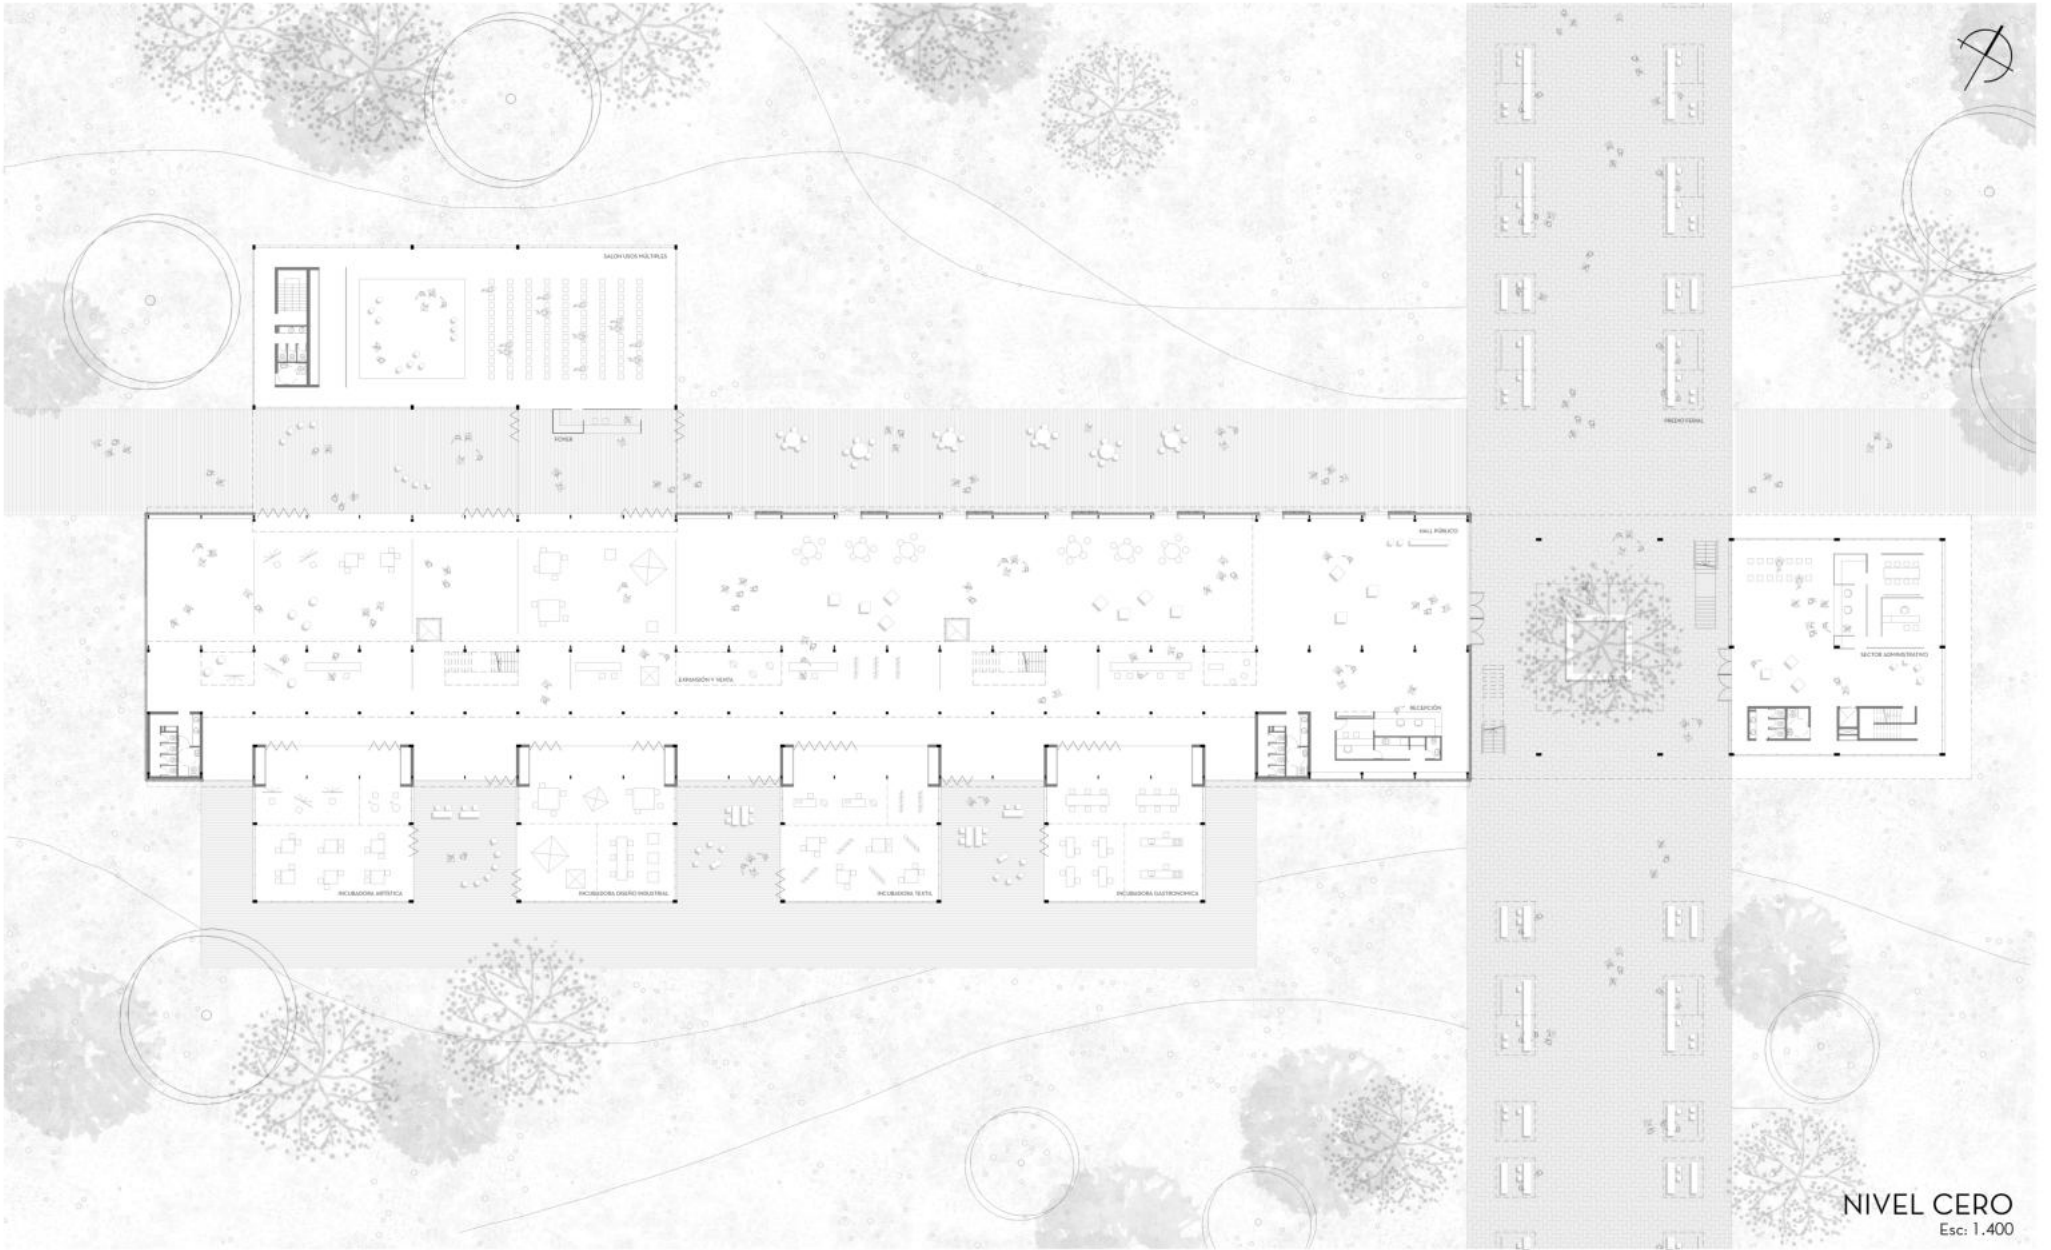 SALON USOS MÚLTIPLES
FOYER
PREDIO FERIAL
HALL PÚBLICO
EXPANSIÓN Y VENTA
SECTOR ADMINISTRATIVO
RECEPCIÓN
INCUBADORA ARTÍSTICA
INCUBADORA DISEÑO INDUSTRIAL
INCUBADORA TEXTIL
INCUBADORA GASTRONOMICA
NIVEL CERO
Esc: 1.400